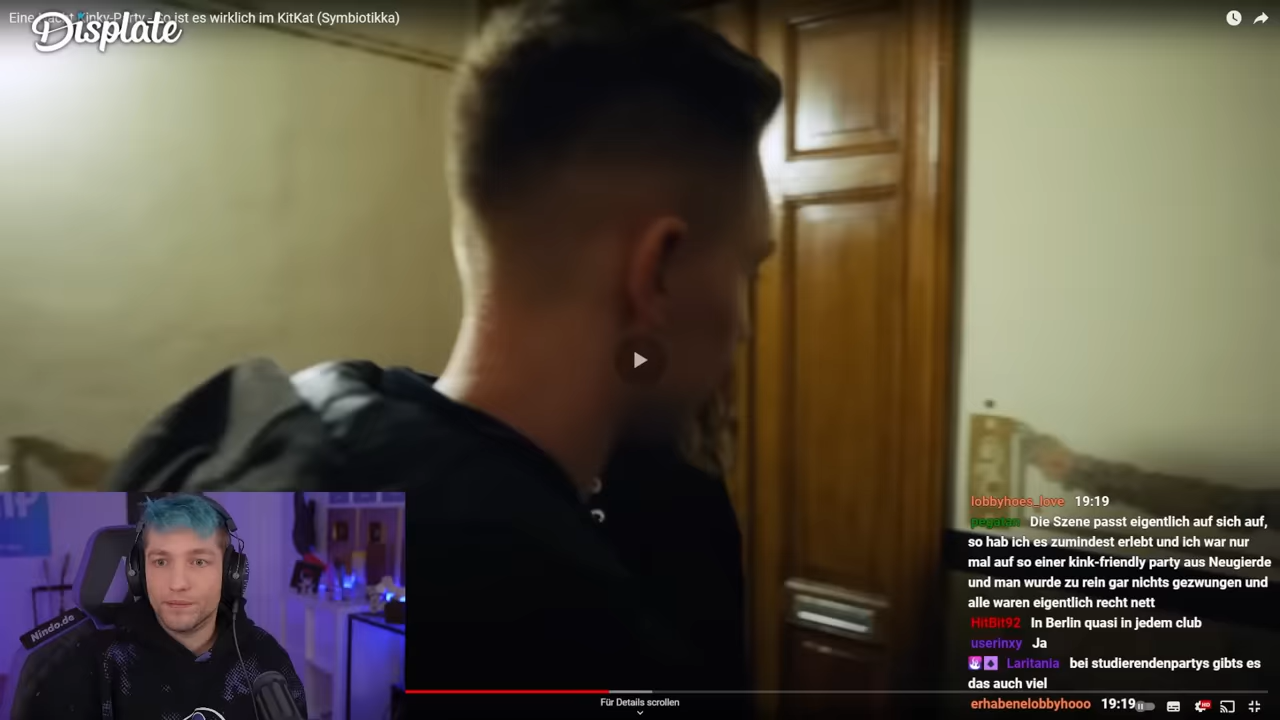 Eine Nacht Kinky-Party - So ist es wirklich im KitKat (Symbiotikka)
Displate
lobbyhoes_love 19:19
Die Szene passt eigentlich auf sich auf,
so hab ich es zumindest erlebt und ich war nur
mal auf so einer kink-friendly party aus Neugierde
und man wurde zu rein gar nichts gezwungen und
alle waren eigentlich recht nett
HitBit92 In Berlin quasi in jedem club
userinxy Ja
Laritania bei studierendenpartys gibts es
das auch viel
erhabenelobbyhooo 19:19
Nindo.de
Für Details scrollen
HD